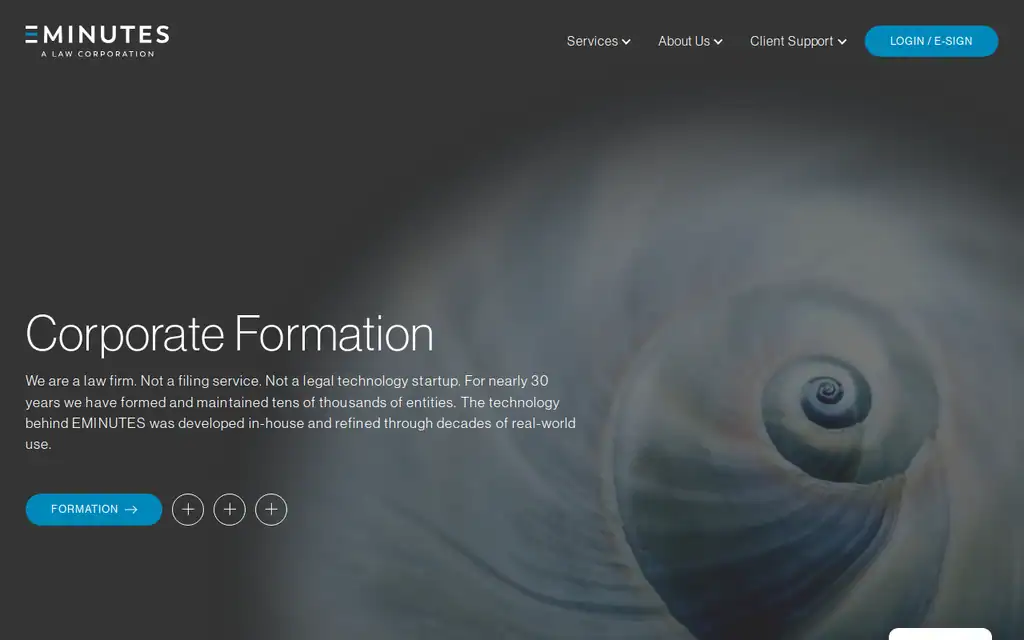 EMINUTES
A LAW CORPORATION
Services
About Us
Client Support
LOGIN / E-SIGN
Corporate Formation
We are a law firm. Not a filing service. Not a legal technology startup. For nearly 30
years we have formed and maintained tens of thousands of entities. The technology
behind EMINUTES was developed in-house and refined through decades of real-world
use.
FORMATION